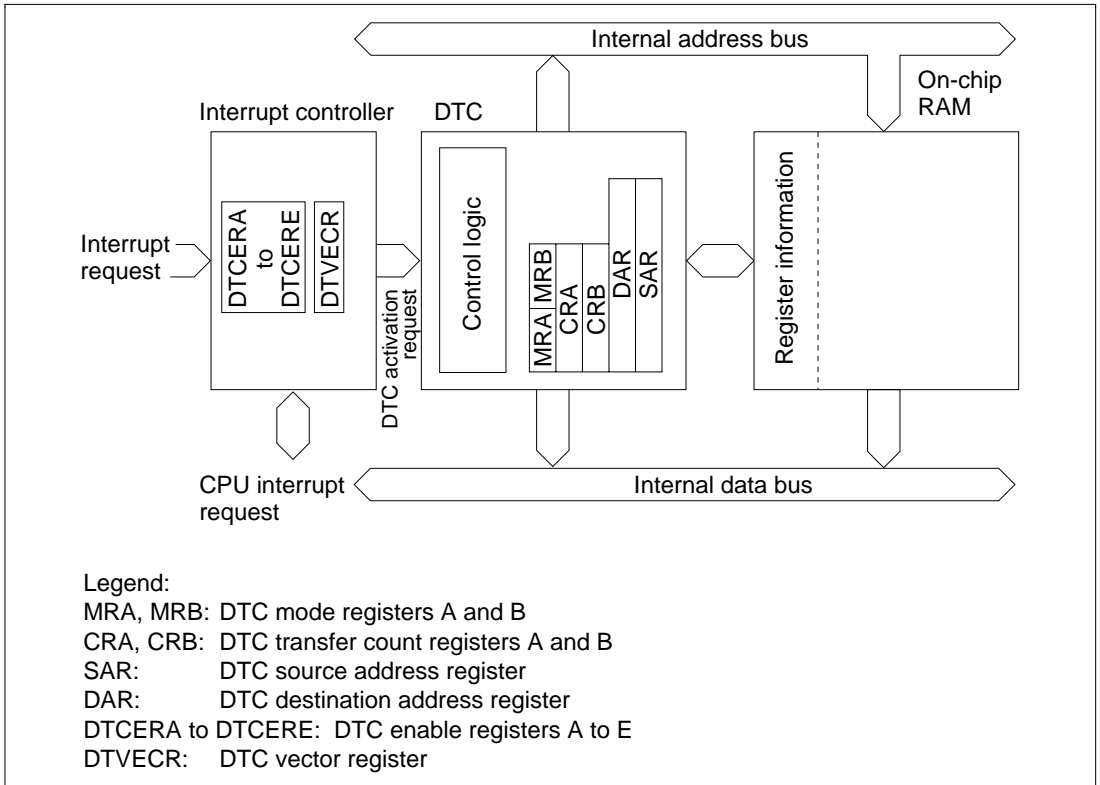 Internal address bus
On-chip
RAM
Interrupt controller
DTC
Interrupt
request
DTCERA
to
DTCERE
DTVECR
DTC activation
request
Control logic
MRA
MRB
CRA
CRB
DAR
SAR
Register information
CPU interrupt
request
Internal data bus
Legend:
MRA, MRB: DTC mode registers A and B
CRA, CRB: DTC transfer count registers A and B
SAR: DTC source address register
DAR: DTC destination address register
DTCERA to DTCERE: DTC enable registers A to E
DTVECR: DTC vector register